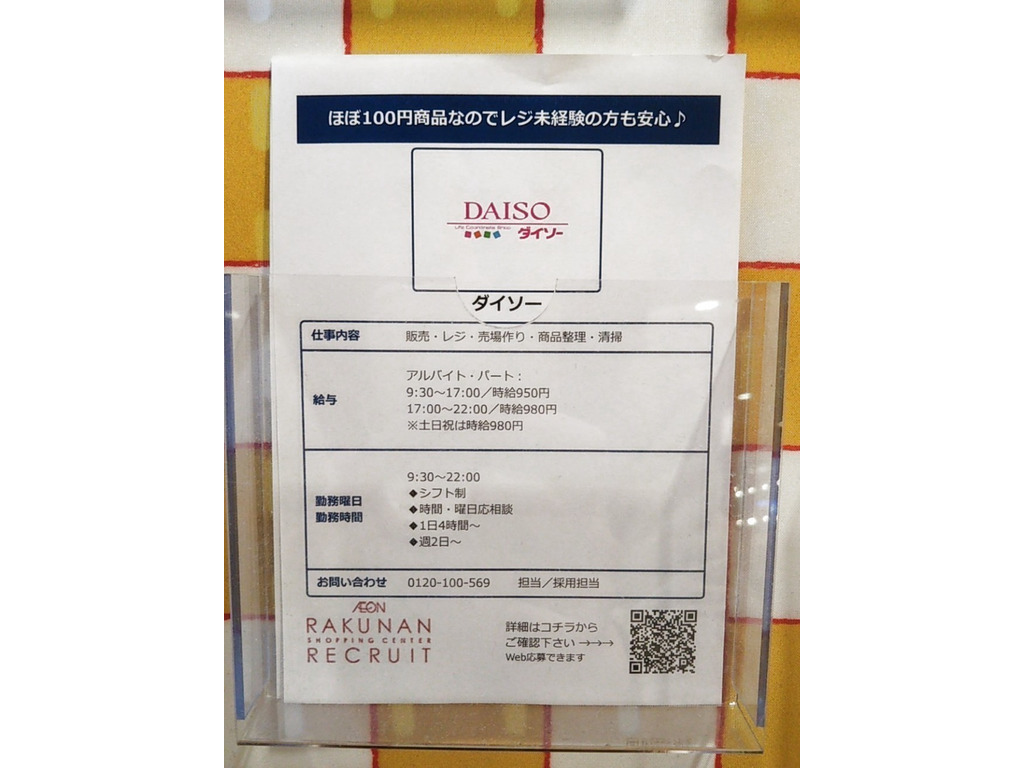 ほぼ100円商品なのでレジ未経験の方も安心♪
DAISO
Life Coordinate Shop
ダイソー
ダイソー
仕事内容 販売・レジ・売場作り・商品整理・清掃
給与
アルバイト・パート:
9:30～17:00／時給950円
17:00～22:00／時給980円
※土日祝は時給980円
勤務曜日
勤務時間
9:30～22:00
◆シフト制
◆時間・曜日応相談
◆1日4時間～
◆週2日～
お問い合わせ 0120-100-569 担当／採用担当
ÆON
RAKUNAN
SHOPPING CENTER
RECRUIT
詳細はコチラから
ご確認下さい →→→
Web応募できます